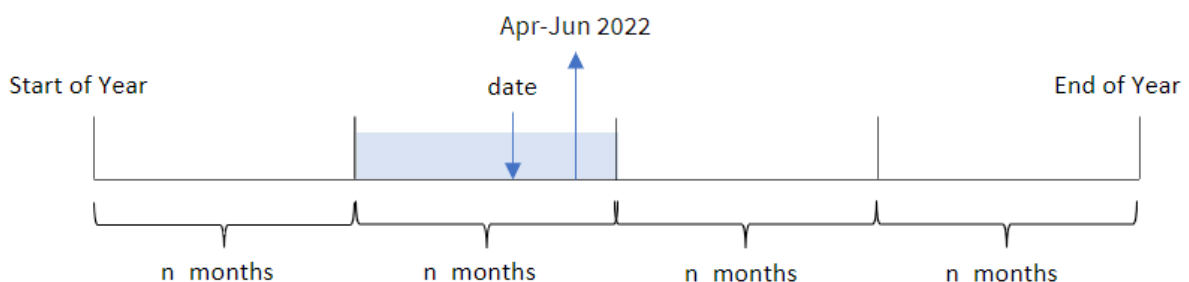 Apr-Jun 2022
Start of Year
date
End of Year
n months
n months
n months
n months